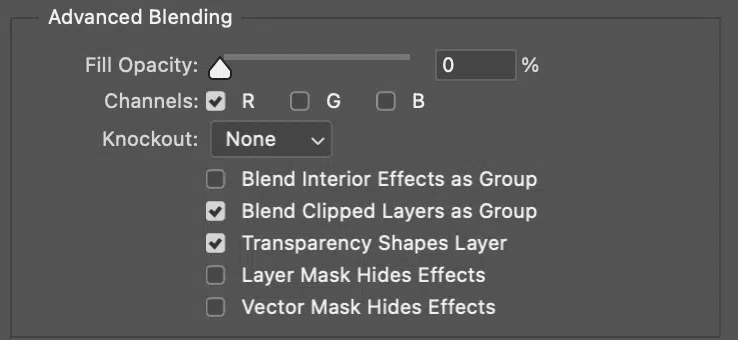 Advanced Blending
Fill Opacity: 0 %
Channels: R G B
Knockout: None
Blend Interior Effects as Group
Blend Clipped Layers as Group
Transparency Shapes Layer
Layer Mask Hides Effects
Vector Mask Hides Effects